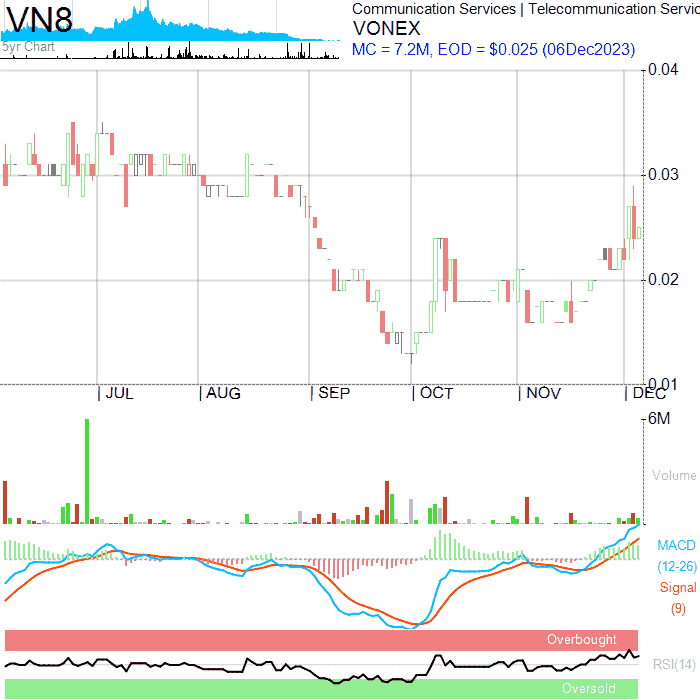 VN8
5yr Chart
Communication Services | Telecommunication Servic
VONEX
MC = 7.2M, EOD = $0.025 (06Dec2023)
0.04
0.03
0.02
0.01
JUL
AUG
SEP
OCT
NOV
DEC
6M
Volume
MACD
(12-26)
Signal
(9)
Overbought
RSI(14)
Oversold